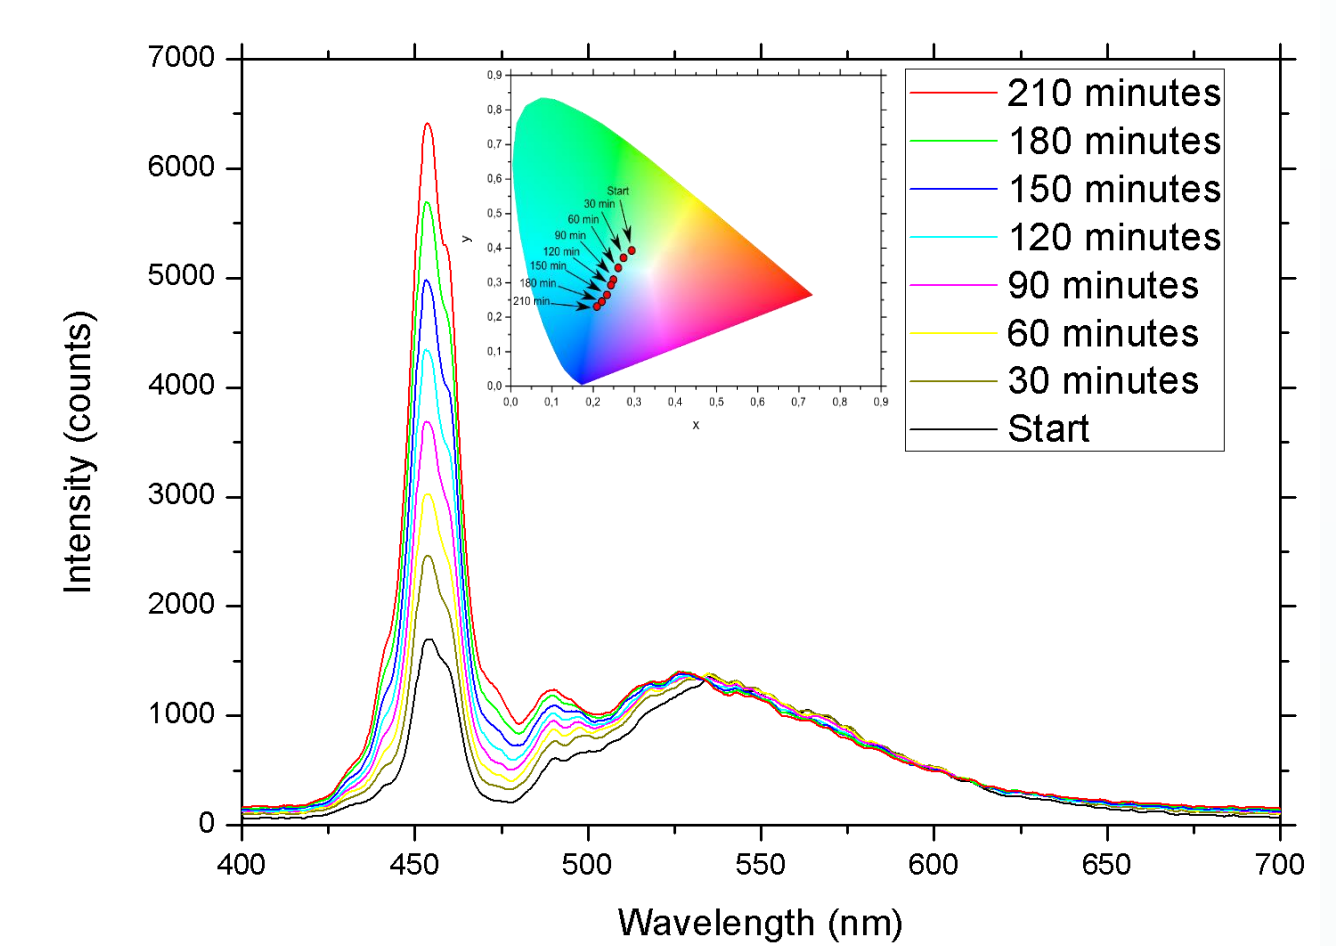 7000
6000
5000
4000
3000
2000
1000
0
400
450
500
550
600
650
700
Intensity (counts)
Wavelength (nm)
0,9
0,8
0,7
0,6
0,5
0,4
0,3
0,2
0,1
0,0
y
0,0
0,1
0,2
0,3
0,4
0,5
0,6
0,7
0,8
0,9
x
Start
30 min
60 min
90 min
120 min
150 min
180 min
210 min
210 minutes
180 minutes
150 minutes
120 minutes
90 minutes
60 minutes
30 minutes
Start